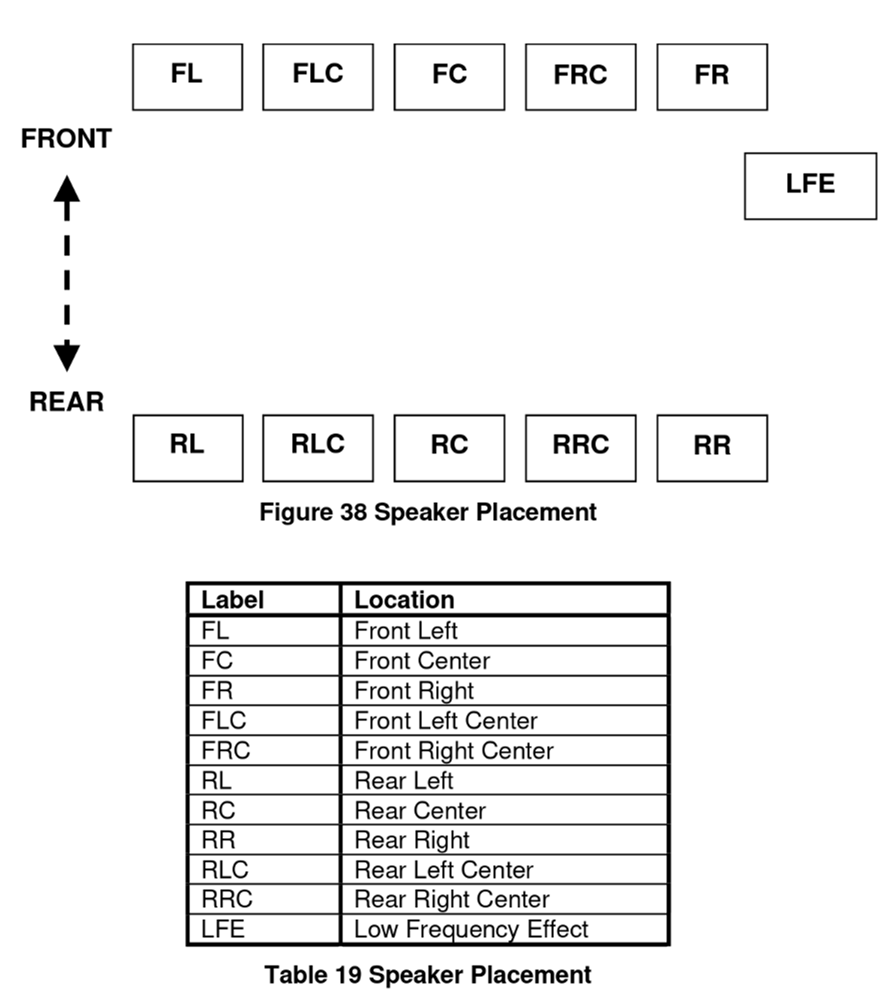 FL FLC FC FRC FR
FRONT
LFE
REAR
RL RLC RC RRC RR
Figure 38 Speaker Placement
Label Location
FL Front Left
FC Front Center
FR Front Right
FLC Front Left Center
FRC Front Right Center
RL Rear Left
RC Rear Center
RR Rear Right
RLC Rear Left Center
RRC Rear Right Center
LFE Low Frequency Effect
Table 19 Speaker Placement